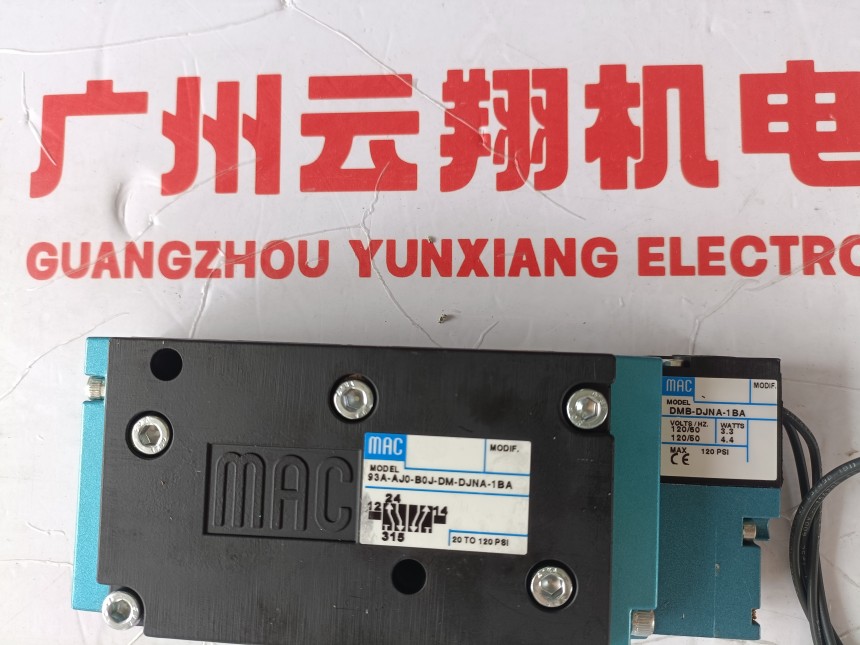 广州云翔机电
GUANGZHOU YUNXIANG ELECTRO
MAC
MAC
MODIF.
MODEL
93A-AJ0-B0J-DM-DJNA-1BA
24
12 14
315
20 TO 120 PSI
MAC
MODIF.
MODEL
DMB-DJNA-1BA
VOLTS / HZ. WATTS
120/50 3.3
120/60 4.4
MAX. 120 PSI
CE